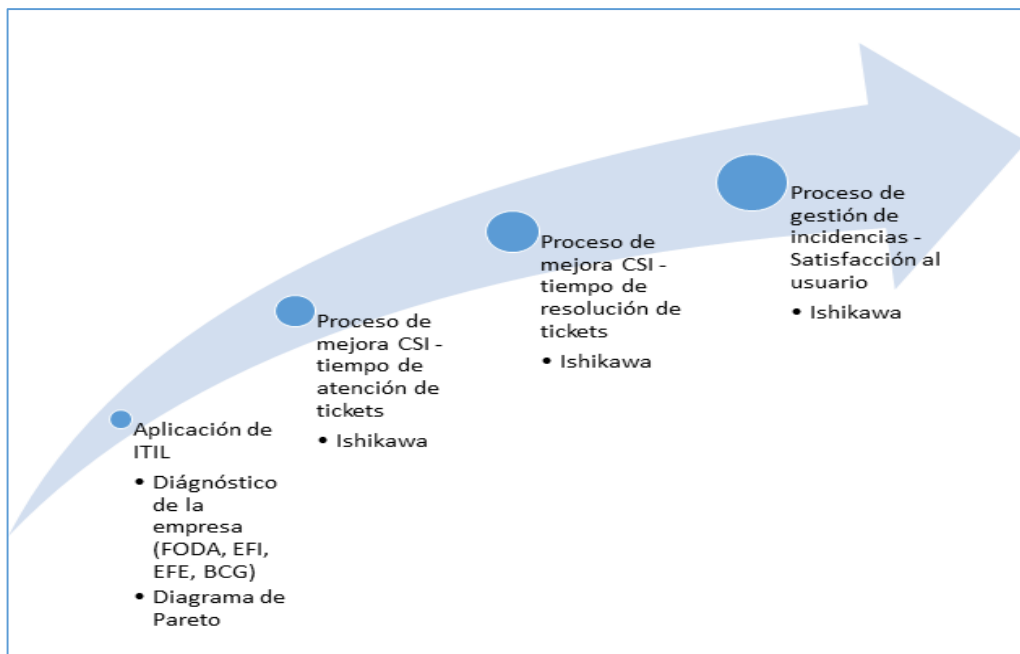 Aplicación de
ITIL
• Diágnóstico
de la
empresa
(FODA, EFI,
EFE, BCG)
• Diagrama de
Pareto
Proceso de
mejora CSI -
tiempo de
atención de
tickets
• Ishikawa
Proceso de
mejora CSI -
tiempo de
resolución de
tickets
• Ishikawa
Proceso de
gestión de
incidencias -
Satisfacción al
usuario
• Ishikawa